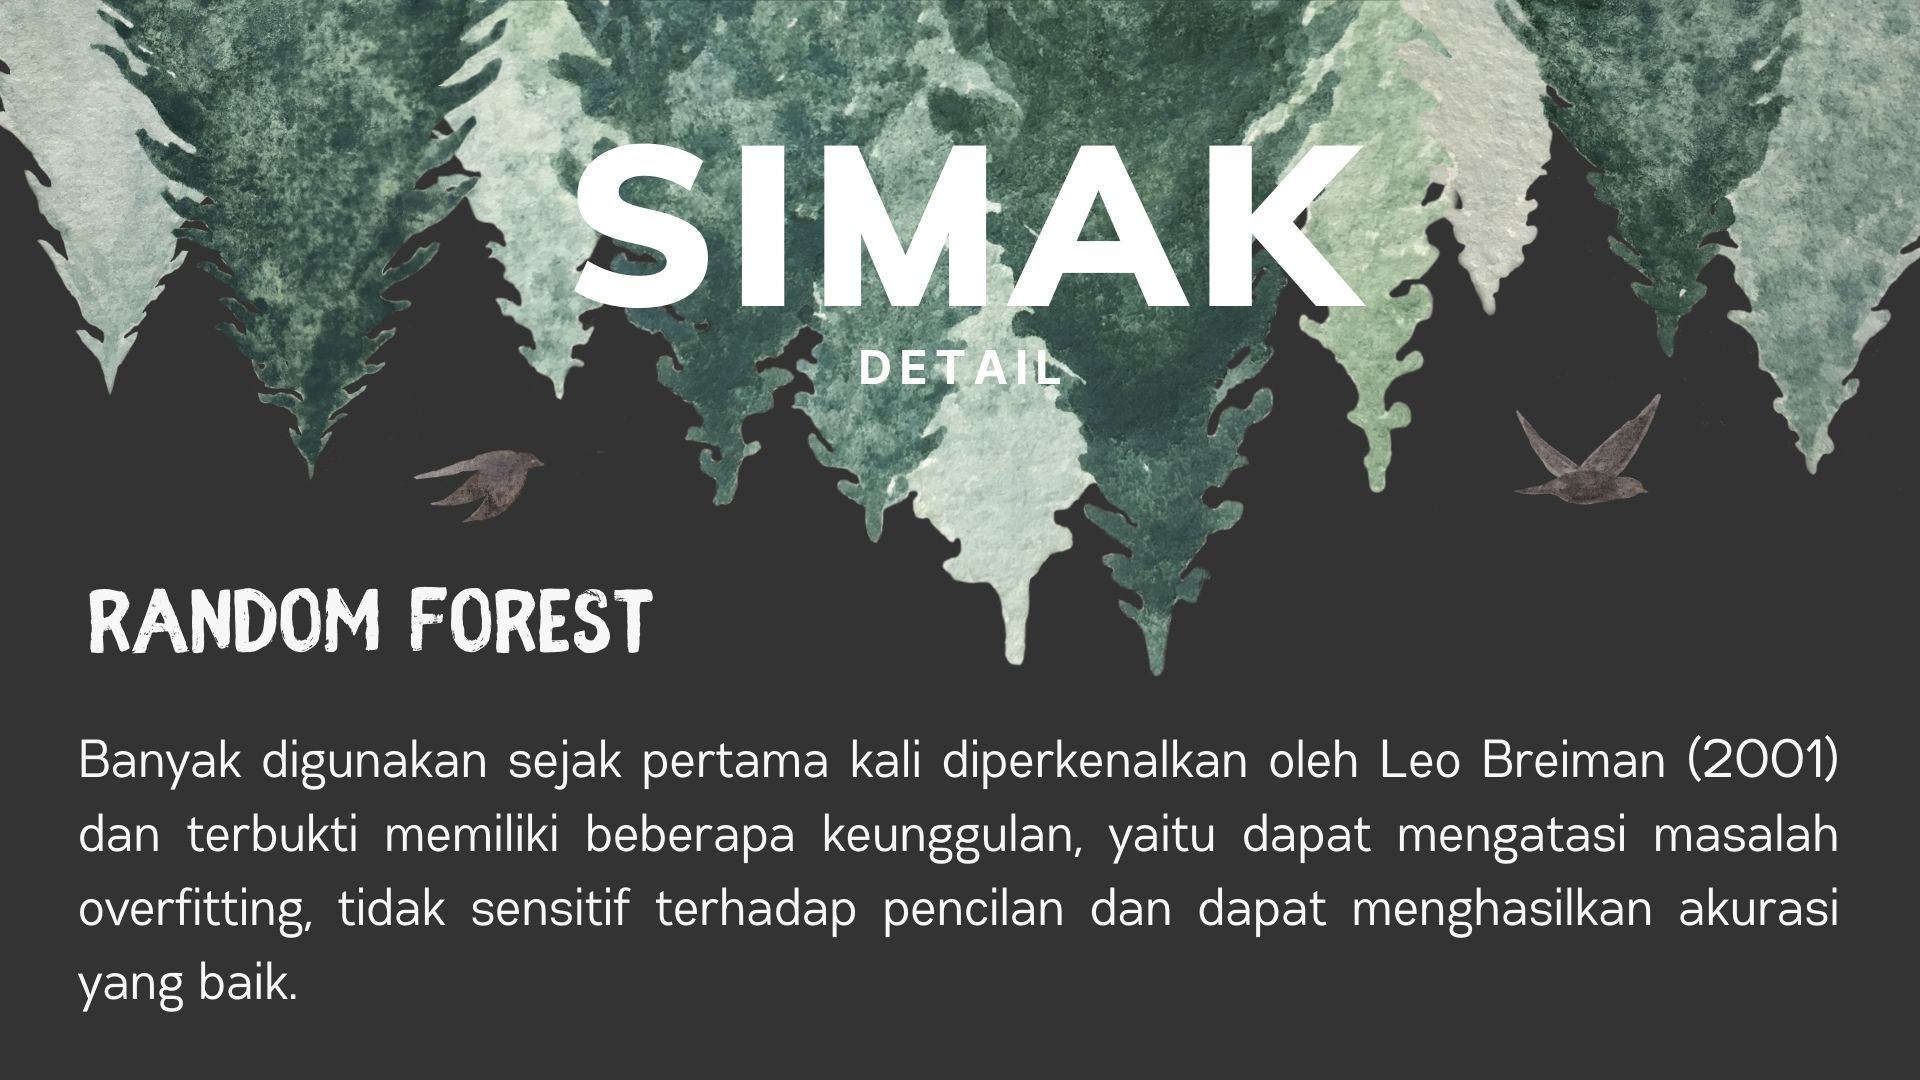 SIMAK
DETAIL
RANDOM FOREST
Banyak digunakan sejak pertama kali diperkenalkan oleh Leo Breiman (2001)
dan terbukti memiliki beberapa keunggulan, yaitu dapat mengatasi masalah
overfitting, tidak sensitif terhadap pencilan dan dapat menghasilkan akurasi
yang baik.